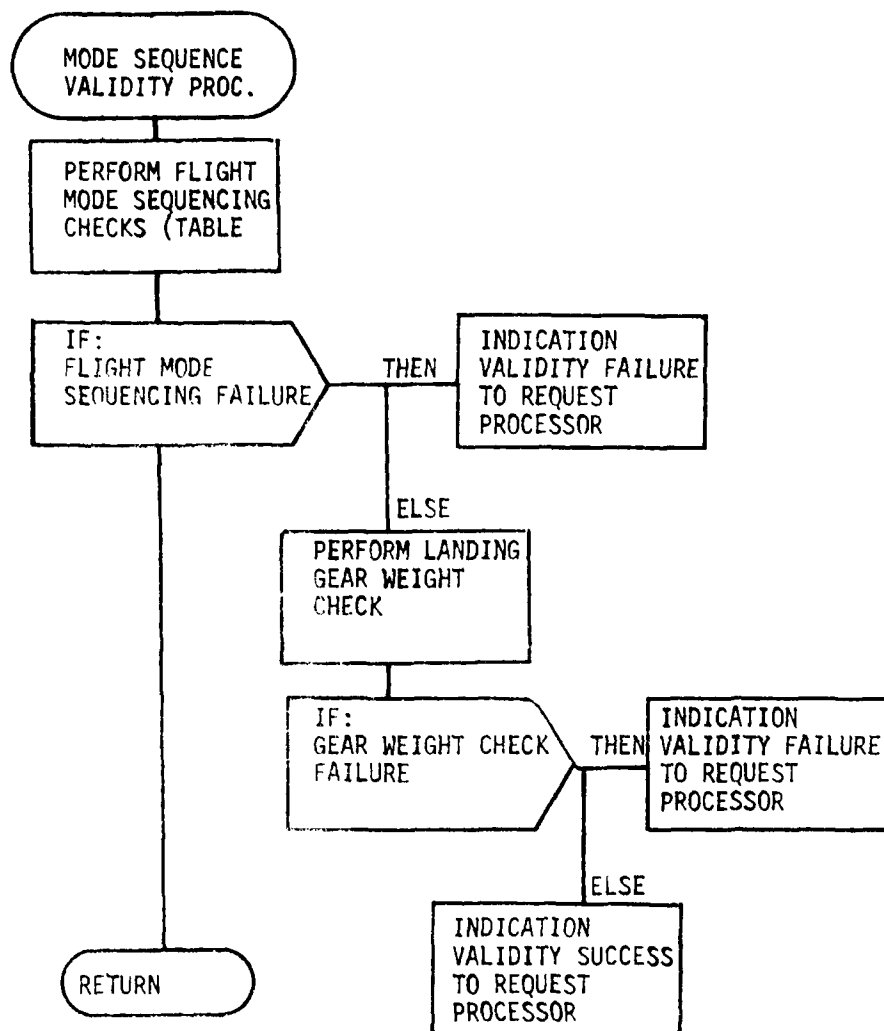 MODE SEQUENCE
VALIDITY PROC.
PERFORM FLIGHT
MODE SEQUENCING
CHECKS (TABLE
IF:
FLIGHT MODE
SEQUENCING FAILURE
THEN
INDICATION
VALIDITY FAILURE
TO REQUEST
PROCESSOR
ELSE
PERFORM LANDING
GEAR WEIGHT
CHECK
IF:
GEAR WEIGHT CHECK
FAILURE
THEN
INDICATION
VALIDITY FAILURE
TO REQUEST
PROCESSOR
ELSE
INDICATION
VALIDITY SUCCESS
TO REQUEST
PROCESSOR
RETURN